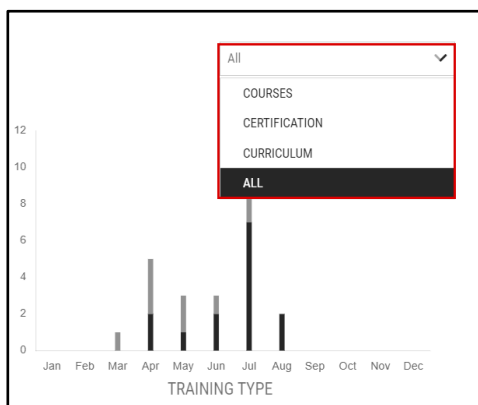 All
COURSES
CERTIFICATION
CURRICULUM
ALL
12
10
8
6
4
2
0
Jan Feb Mar Apr May Jun Jul Aug Sep Oct Nov Dec
TRAINING TYPE